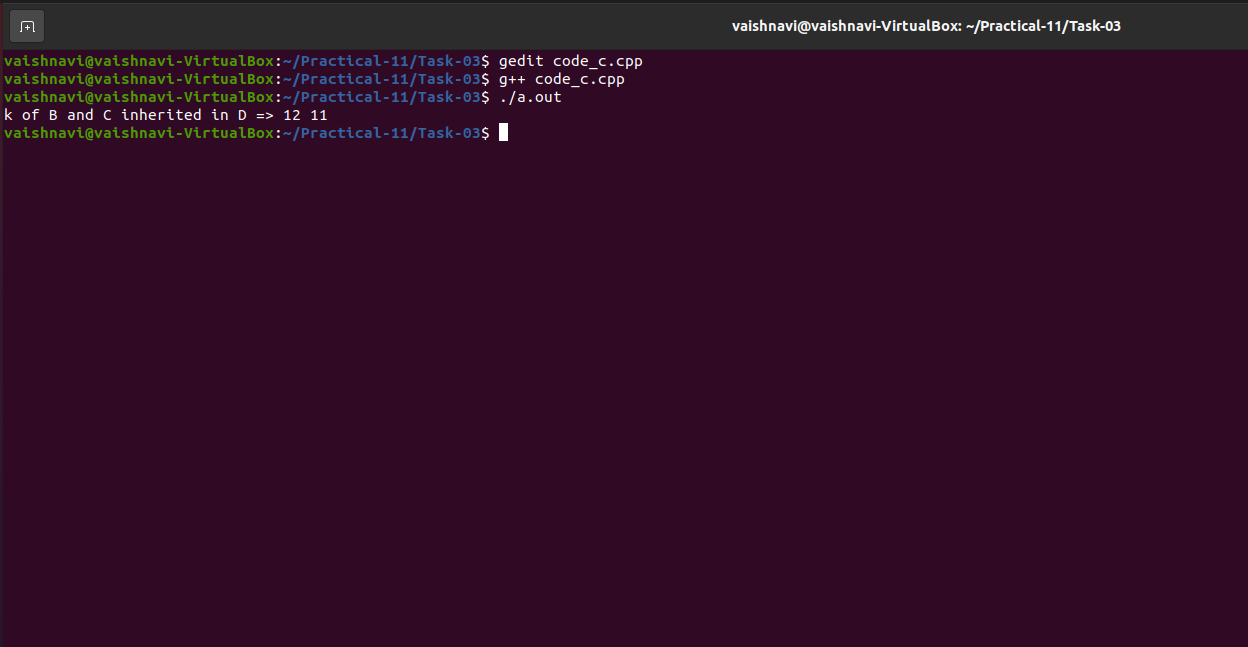 vaishnavi@vaishnavi-VirtualBox: ~/Practical-11/Task-03
vaishnavi@vaishnavi-VirtualBox:~/Practical-11/Task-03$ gedit code_c.cpp
vaishnavi@vaishnavi-VirtualBox:~/Practical-11/Task-03$ g++ code_c.cpp
vaishnavi@vaishnavi-VirtualBox:~/Practical-11/Task-03$ ./a.out
k of B and C inherited in D => 12 11
vaishnavi@vaishnavi-VirtualBox:~/Practical-11/Task-03$